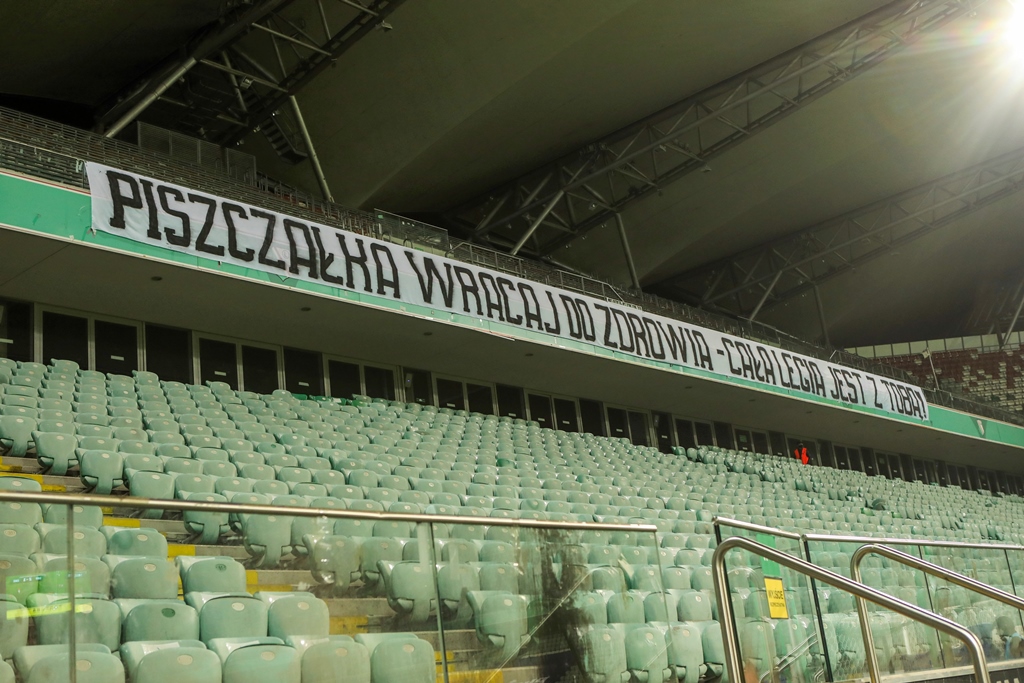 PISZCZAŁKA WRACAJ DO ZDROWIA - CAŁA LEGIA JEST Z TOBĄ!